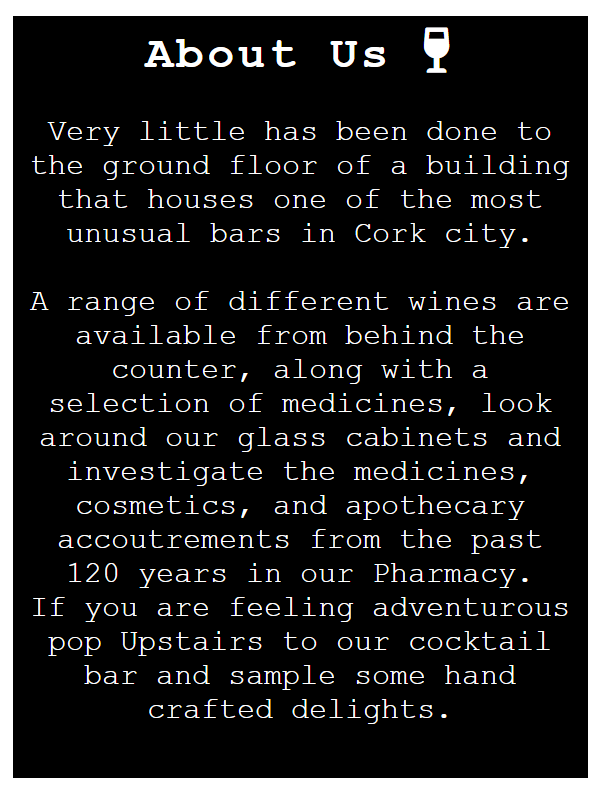 About Us
Very little has been done to
the ground floor of a building
that houses one of the most
unusual bars in Cork city.
A range of different wines are
available from behind the
counter, along with a
selection of medicines, look
around our glass cabinets and
investigate the medicines,
cosmetics, and apothecary
accoutrements from the past
120 years in our Pharmacy.
If you are feeling adventurous
pop Upstairs to our cocktail
bar and sample some hand
crafted delights.